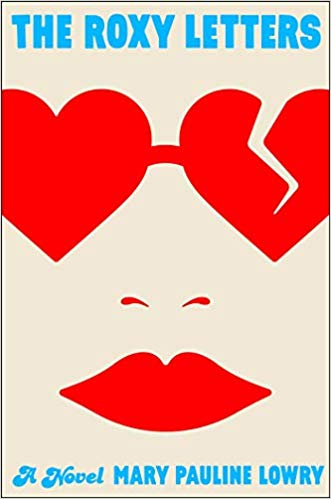 THE ROXY LETTERS
A Novel MARY PAULINE LOWRY